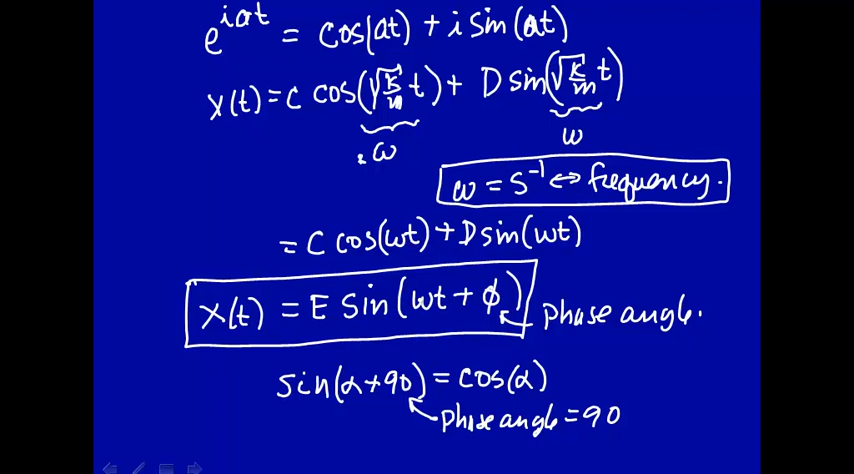 e^{iat} = cos(at) + i sin(at)
x(t) = C cos(√(k/m) t) + D sin(√(k/m) t)
ω ω
ω = s^{-1} ↔ frequency.
= C cos(ωt) + D sin(ωt)
x(t) = E sin(ωt + φ) phase angle.
sin(α+90) = cos(α)
phase angle = 90